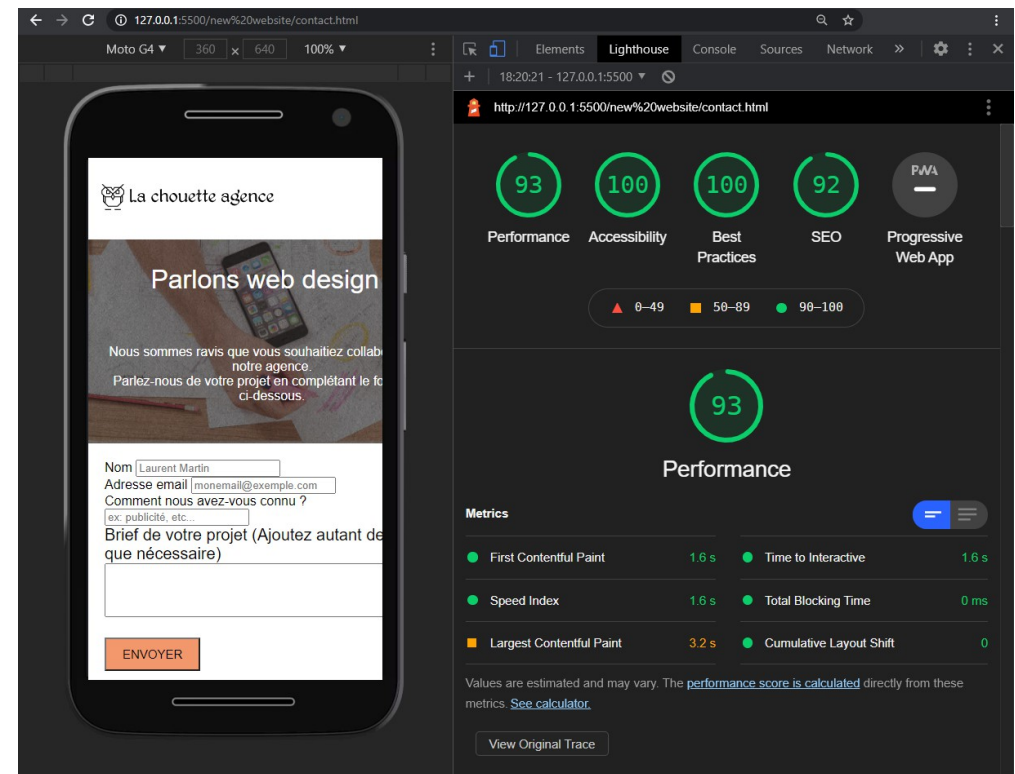 127.0.0.1:5500/new%20website/contact.html
Moto G4 ▼ 360 x 640 100% ▼
Elements Lighthouse Console Sources Network »
+ 18:20:21 - 127.0.0.1:5500 ▼
http://127.0.0.1:5500/new%20website/contact.html
La chouette agence
Parlons web design
Nous sommes ravis que vous souhaitiez collab
notre agence.
Parlez-nous de votre projet en complétant le fo
ci-dessous.
Nom Laurent Martin
Adresse email monemail@exemple.com
Comment nous avez-vous connu ?
ex: publicité, etc...
Brief de votre projet (Ajoutez autant de
que nécessaire)
ENVOYER
93 100 100 92 PWA
Performance Accessibility Best Practices SEO Progressive Web App
0–49 50–89 90–100
93
Performance
Metrics
First Contentful Paint 1.6 s
Time to Interactive 1.6 s
Speed Index 1.6 s
Total Blocking Time 0 ms
Largest Contentful Paint 3.2 s
Cumulative Layout Shift 0
Values are estimated and may vary. The performance score is calculated directly from these
metrics. See calculator.
View Original Trace